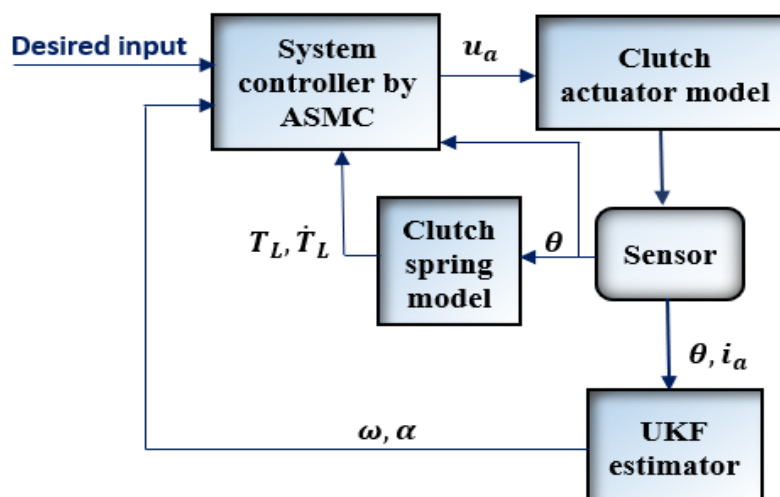 Desired input
System
controller by
ASMC
u_a
Clutch
actuator model
T_L, Ṫ_L
Clutch
spring
model
θ
Sensor
θ, i_a
ω, α
UKF
estimator